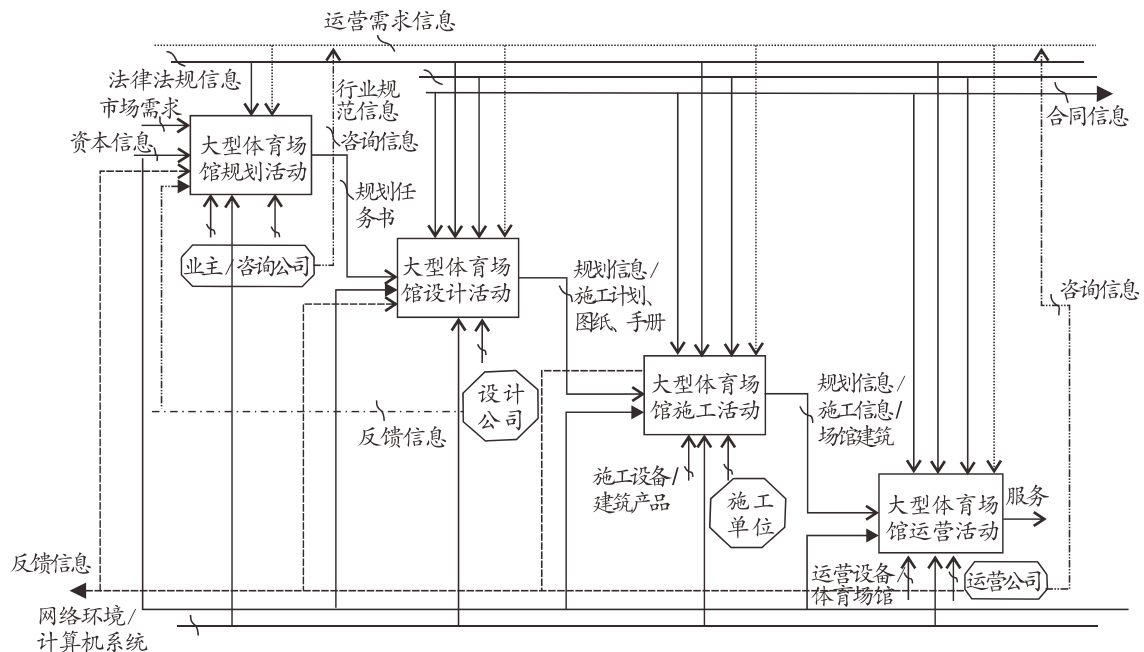 运营需求信息
法律法规信息
市场需求
资本信息
行业规
范信息
咨询信息
合同信息
大型体育场
馆规划活动
规划任
务书
业主/咨询公司
大型体育场
馆设计活动
规划信息/
施工计划、
图纸、手册
咨询信息
设计
公司
反馈信息
大型体育场
馆施工活动
规划信息/
施工信息/
场馆建筑
施工设备/
建筑产品
施工
单位
大型体育场
馆运营活动
服务
反馈信息
运营设备/
体育场馆
运营公司
网络环境/
计算机系统